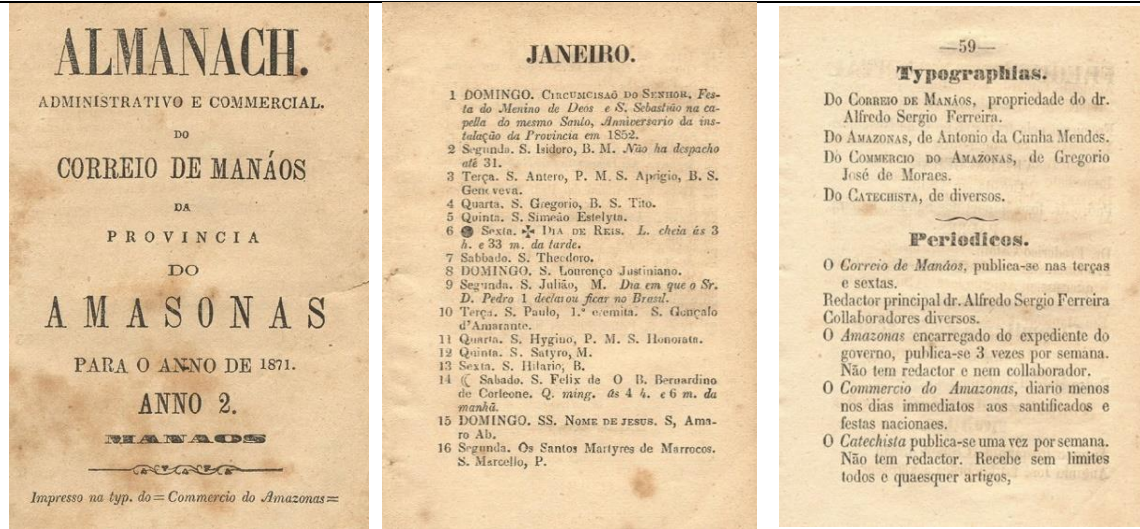 ALMANACH.
ADMINISTRATIVO E COMMERCIAL.
DO
CORREIO DE MANÁOS
DA
PROVINCIA
DO
AMASONAS
PARA O ANNO DE 1871.
ANNO 2.
MANAOS
Impresso na typ. do = Commercio do Amazonas =
JANEIRO.
1 DOMINGO. CIRCUMCISAÕ DO SENHOR, Fes-
ta do Menino de Deos e S. Sebastião na ca-
pella do mesmo Santo, Anniversario da ins-
talação da Provincia em 1852.
2 Segunda. S. Isidoro, B. M. Não ha despacho
até 31.
3 Terça. S. Antero, P. M. S. Aprigio, B. S.
Genoveva.
4 Quarta. S. Gregorio, B. S. Tito.
5 Quinta. S. Simeão Estelyta.
6 ● Sexta. ✠ DIA DE REIS. L. cheia ás 3
h. e 33 m. da tarde.
7 Sabbado. S. Theodoro.
8 DOMINGO. S. Lourenço Justiniano.
9 Segunda. S. Julião, M. Dia em que o Sr.
D. Pedro 1 declarou ficar no Brasil.
10 Terça. S. Paulo, 1.º eremita. S. Gonçalo
d'Amarante.
11 Quarta. S. Hygino, P. M. S. Honorata.
12 Quinta. S. Satyro, M.
13 Sexta. S. Hilario, B.
14 ☾ Sabado. S. Felix de O B. Bernardino
de Corleone. Q. ming. ás 4 h. e 6 m. da
manhã.
15 DOMINGO. SS. NOME DE JESUS. S, Ama-
ro Ab.
16 Segunda. Os Santos Martyres de Marrocos.
S. Marcello, P.
—59—
Typographias.
Do CORREIO DE MANÁOS, propriedade do dr.
Alfredo Sergio Ferreira.
Do AMAZONAS, de Antonio da Cunha Mendes.
Do COMMERCIO DO AMAZONAS, de Gregorio
José de Moraes.
Do CATECHISTA, de diversos.
Periodicos.
O Correio de Manáos, publica-se nas terças
e sextas.
Redactor principal dr. Alfredo Sergio Ferreira
Collaboradores diversos.
O Amazonas encarregado do expediente do
governo, publica-se 3 vezes por semana.
Não tem redactor e nem collaborador.
O Commercio do Amazonas, diario menos
nos dias immediatos aos santificados e
festas nacionaes.
O Catechista publica-se uma vez por semana.
Não tem redactor. Recebe sem limites
todos e quaesquer artigos,